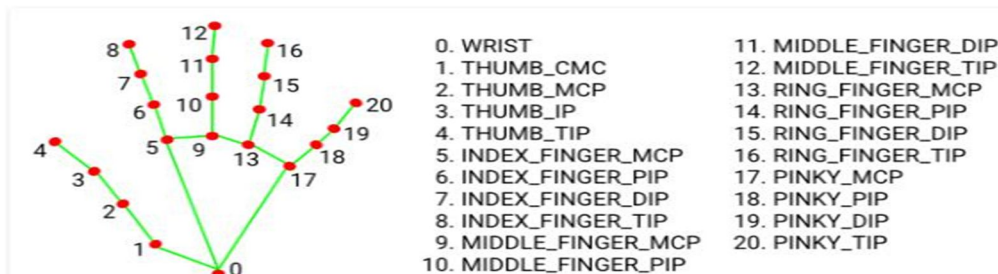 12
8
16
11
7
15
10
20
6
14
19
4
5
9
13
18
3
17
2
1
0
0. WRIST
1. THUMB_CMC
2. THUMB_MCP
3. THUMB_IP
4. THUMB_TIP
5. INDEX_FINGER_MCP
6. INDEX_FINGER_PIP
7. INDEX_FINGER_DIP
8. INDEX_FINGER_TIP
9. MIDDLE_FINGER_MCP
10. MIDDLE_FINGER_PIP
11. MIDDLE_FINGER_DIP
12. MIDDLE_FINGER_TIP
13. RING_FINGER_MCP
14. RING_FINGER_PIP
15. RING_FINGER_DIP
16. RING_FINGER_TIP
17. PINKY_MCP
18. PINKY_PIP
19. PINKY_DIP
20. PINKY_TIP